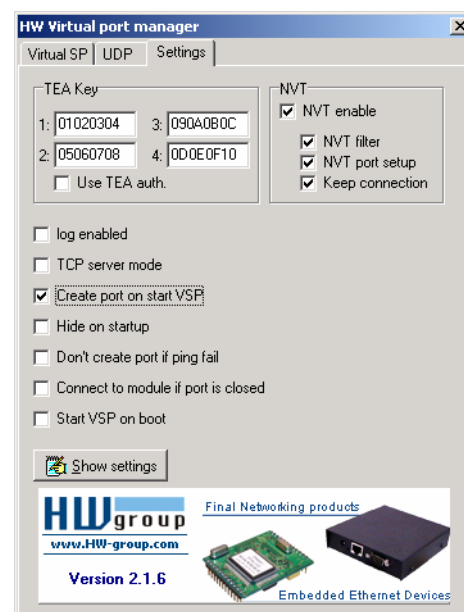 HW Virtual port manager
Virtual SP UDP Settings
TEA Key
1: 01020304 3: 090A0B0C
2: 05060708 4: 0D0E0F10
Use TEA auth.
NVT
NVT enable
NVT filter
NVT port setup
Keep connection
log enabled
TCP server mode
Create port on start VSP
Hide on startup
Don't create port if ping fail
Connect to module if port is closed
Start VSP on boot
Show settings
HW group
www.HW-group.com
Version 2.1.6
Final Networking products
Embedded Ethernet Devices